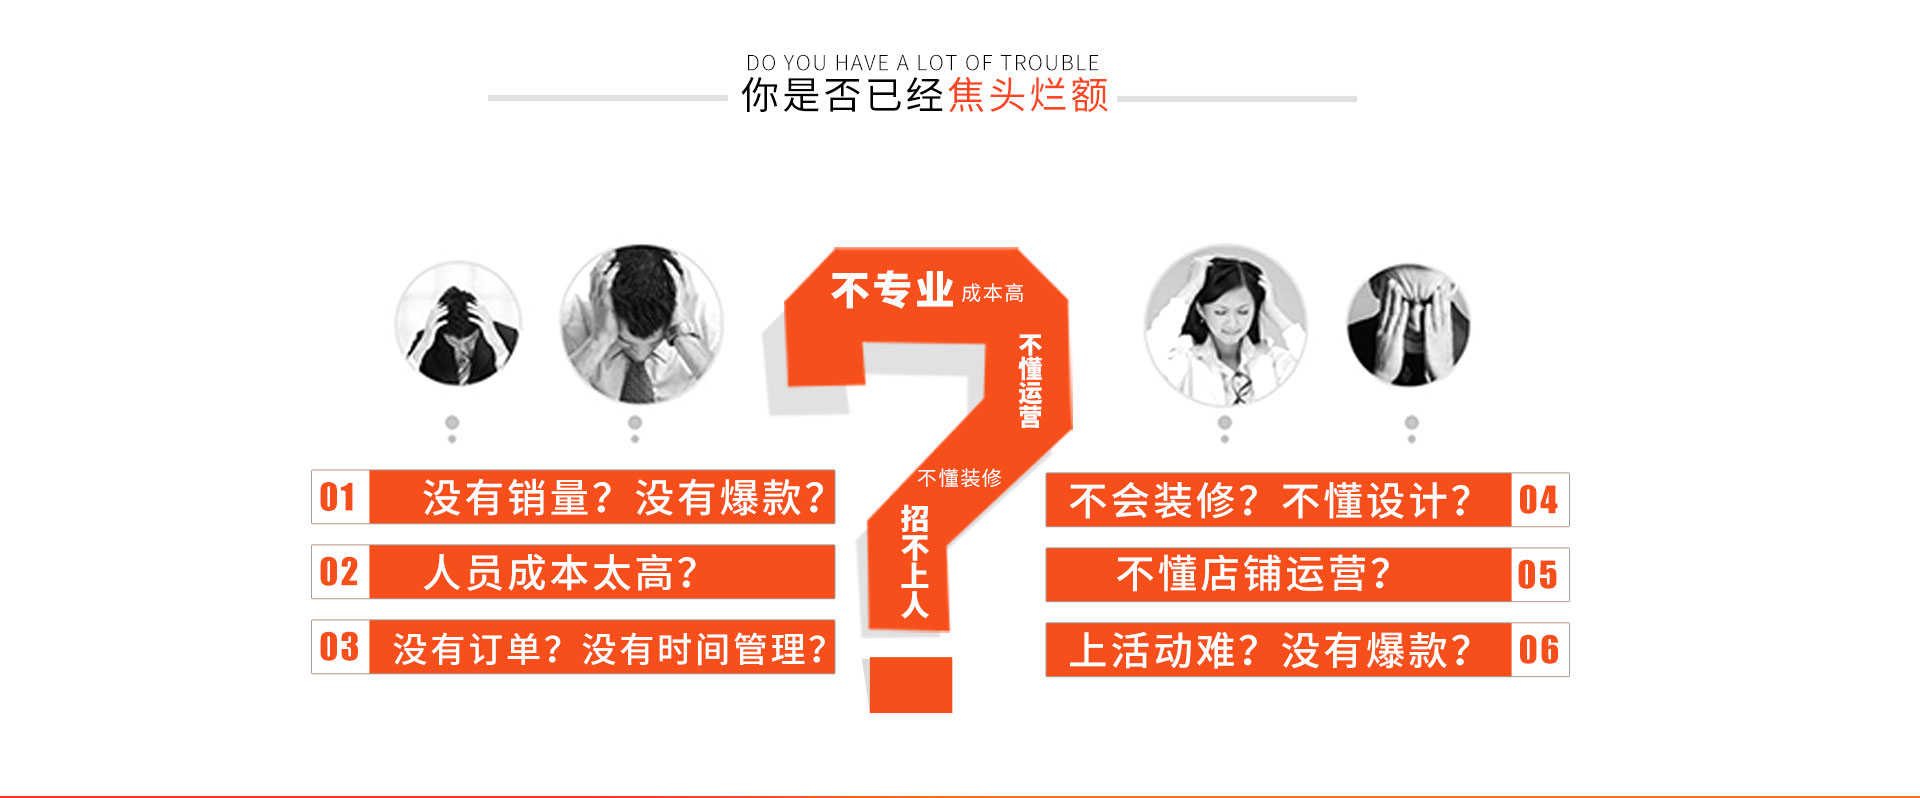 DO YOU HAVE A LOT OF TROUBLE
你是否已经焦头烂额
不专业 成本高
不懂运营
不懂装修
招不上人
01 没有销量？没有爆款？
02 人员成本太高？
03 没有订单？没有时间管理？
不会装修？不懂设计？ 04
不懂店铺运营？ 05
上活动难？没有爆款？ 06